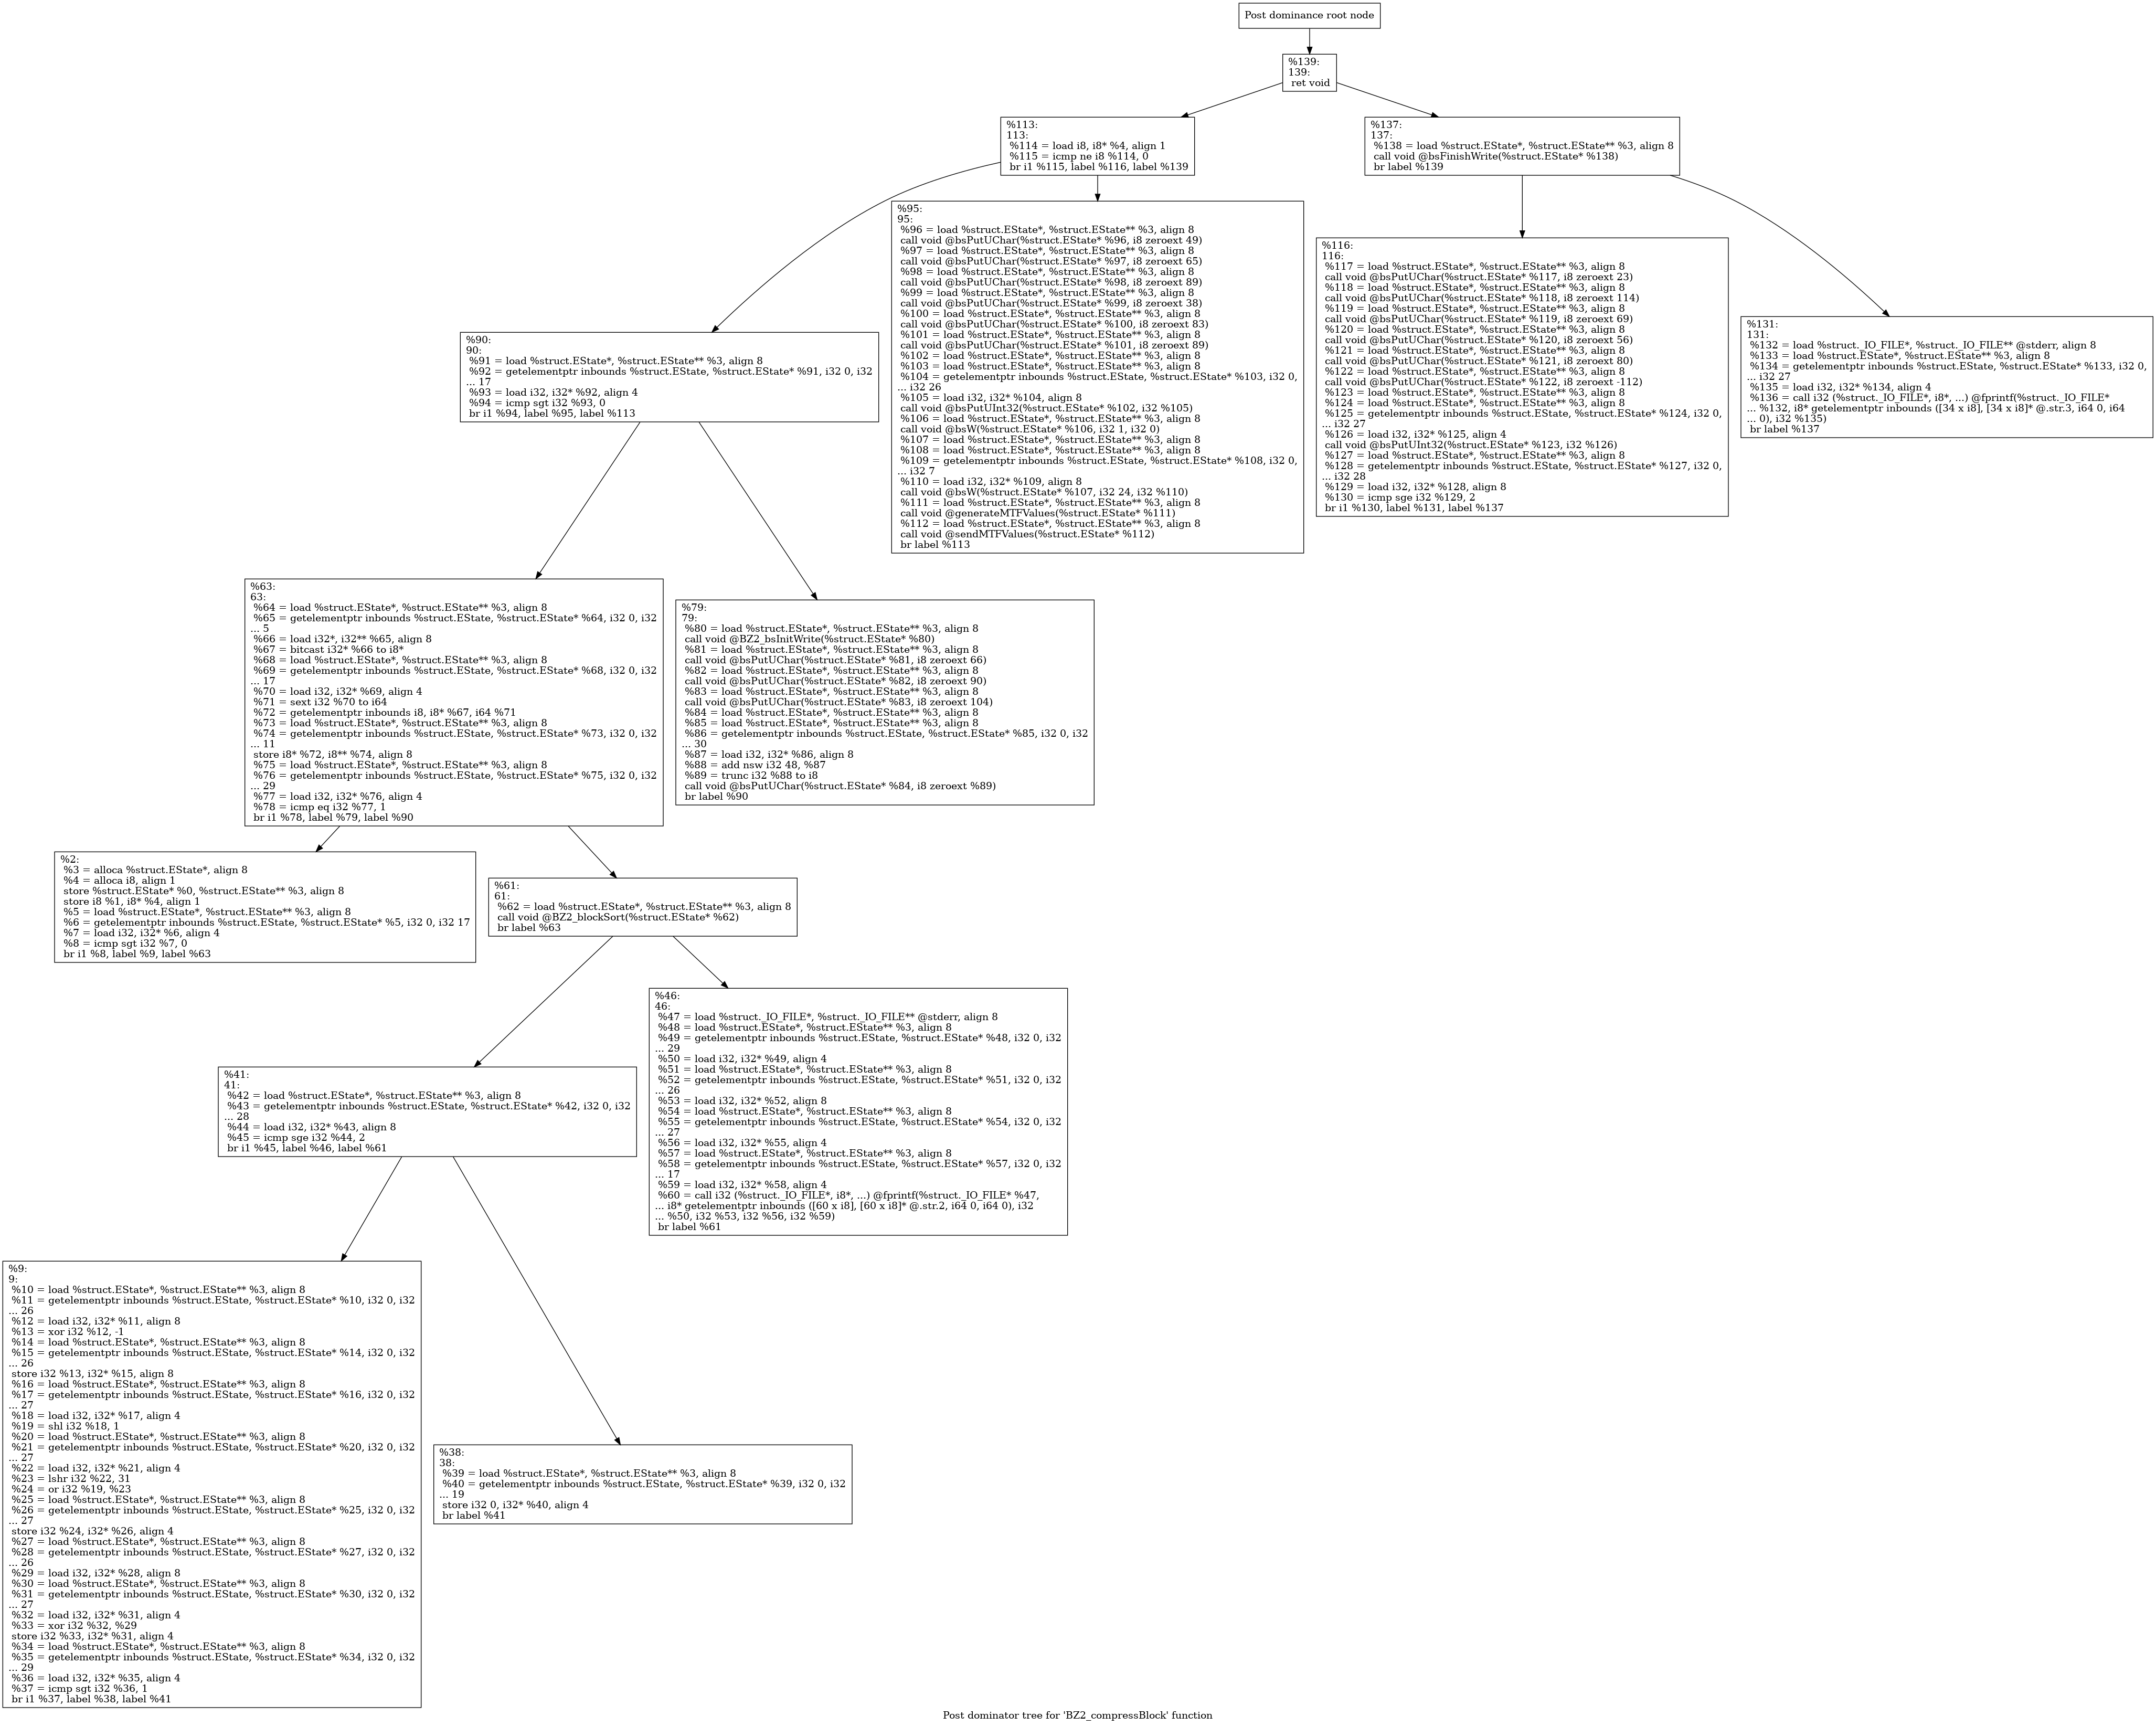 Post dominance root node
%139:
139:
ret void
%113:
113:
%114 = load i8, i8* %4, align 1
%115 = icmp ne i8 %114, 0
br i1 %115, label %116, label %139
%137:
137:
%138 = load %struct.EState*, %struct.EState** %3, align 8
call void @bsFinishWrite(%struct.EState* %138)
br label %139
%95:
95:
%96 = load %struct.EState*, %struct.EState** %3, align 8
call void @bsPutUChar(%struct.EState* %96, i8 zeroext 49)
%97 = load %struct.EState*, %struct.EState** %3, align 8
call void @bsPutUChar(%struct.EState* %97, i8 zeroext 65)
%98 = load %struct.EState*, %struct.EState** %3, align 8
call void @bsPutUChar(%struct.EState* %98, i8 zeroext 89)
%99 = load %struct.EState*, %struct.EState** %3, align 8
call void @bsPutUChar(%struct.EState* %99, i8 zeroext 38)
%100 = load %struct.EState*, %struct.EState** %3, align 8
call void @bsPutUChar(%struct.EState* %100, i8 zeroext 83)
%101 = load %struct.EState*, %struct.EState** %3, align 8
call void @bsPutUChar(%struct.EState* %101, i8 zeroext 89)
%102 = load %struct.EState*, %struct.EState** %3, align 8
%103 = load %struct.EState*, %struct.EState** %3, align 8
%104 = getelementptr inbounds %struct.EState, %struct.EState* %103, i32 0,
... i32 26
%105 = load i32, i32* %104, align 8
call void @bsPutUInt32(%struct.EState* %102, i32 %105)
%106 = load %struct.EState*, %struct.EState** %3, align 8
call void @bsW(%struct.EState* %106, i32 1, i32 0)
%107 = load %struct.EState*, %struct.EState** %3, align 8
%108 = load %struct.EState*, %struct.EState** %3, align 8
%109 = getelementptr inbounds %struct.EState, %struct.EState* %108, i32 0,
... i32 7
%110 = load i32, i32* %109, align 8
call void @bsW(%struct.EState* %107, i32 24, i32 %110)
%111 = load %struct.EState*, %struct.EState** %3, align 8
call void @generateMTFValues(%struct.EState* %111)
%112 = load %struct.EState*, %struct.EState** %3, align 8
call void @sendMTFValues(%struct.EState* %112)
br label %113
%116:
116:
%117 = load %struct.EState*, %struct.EState** %3, align 8
call void @bsPutUChar(%struct.EState* %117, i8 zeroext 23)
%118 = load %struct.EState*, %struct.EState** %3, align 8
call void @bsPutUChar(%struct.EState* %118, i8 zeroext 114)
%119 = load %struct.EState*, %struct.EState** %3, align 8
call void @bsPutUChar(%struct.EState* %119, i8 zeroext 69)
%120 = load %struct.EState*, %struct.EState** %3, align 8
call void @bsPutUChar(%struct.EState* %120, i8 zeroext 56)
%121 = load %struct.EState*, %struct.EState** %3, align 8
call void @bsPutUChar(%struct.EState* %121, i8 zeroext 80)
%122 = load %struct.EState*, %struct.EState** %3, align 8
call void @bsPutUChar(%struct.EState* %122, i8 zeroext -112)
%123 = load %struct.EState*, %struct.EState** %3, align 8
%124 = load %struct.EState*, %struct.EState** %3, align 8
%125 = getelementptr inbounds %struct.EState, %struct.EState* %124, i32 0,
... i32 27
%126 = load i32, i32* %125, align 4
call void @bsPutUInt32(%struct.EState* %123, i32 %126)
%127 = load %struct.EState*, %struct.EState** %3, align 8
%128 = getelementptr inbounds %struct.EState, %struct.EState* %127, i32 0,
... i32 28
%129 = load i32, i32* %128, align 8
%130 = icmp sge i32 %129, 2
br i1 %130, label %131, label %137
%131:
131:
%132 = load %struct._IO_FILE*, %struct._IO_FILE** @stderr, align 8
%133 = load %struct.EState*, %struct.EState** %3, align 8
%134 = getelementptr inbounds %struct.EState, %struct.EState* %133, i32 0,
... i32 27
%135 = load i32, i32* %134, align 4
%136 = call i32 (%struct._IO_FILE*, i8*, ...) @fprintf(%struct._IO_FILE*
... %132, i8* getelementptr inbounds ([34 x i8], [34 x i8]* @.str.3, i64 0, i64
... 0), i32 %135)
br label %137
%90:
90:
%91 = load %struct.EState*, %struct.EState** %3, align 8
%92 = getelementptr inbounds %struct.EState, %struct.EState* %91, i32 0, i32
... 17
%93 = load i32, i32* %92, align 4
%94 = icmp sgt i32 %93, 0
br i1 %94, label %95, label %113
%63:
63:
%64 = load %struct.EState*, %struct.EState** %3, align 8
%65 = getelementptr inbounds %struct.EState, %struct.EState* %64, i32 0, i32
... 5
%66 = load i32*, i32** %65, align 8
%67 = bitcast i32* %66 to i8*
%68 = load %struct.EState*, %struct.EState** %3, align 8
%69 = getelementptr inbounds %struct.EState, %struct.EState* %68, i32 0, i32
... 17
%70 = load i32, i32* %69, align 4
%71 = sext i32 %70 to i64
%72 = getelementptr inbounds i8, i8* %67, i64 %71
%73 = load %struct.EState*, %struct.EState** %3, align 8
%74 = getelementptr inbounds %struct.EState, %struct.EState* %73, i32 0, i32
... 11
store i8* %72, i8** %74, align 8
%75 = load %struct.EState*, %struct.EState** %3, align 8
%76 = getelementptr inbounds %struct.EState, %struct.EState* %75, i32 0, i32
... 29
%77 = load i32, i32* %76, align 4
%78 = icmp eq i32 %77, 1
br i1 %78, label %79, label %90
%79:
79:
%80 = load %struct.EState*, %struct.EState** %3, align 8
call void @BZ2_bsInitWrite(%struct.EState* %80)
%81 = load %struct.EState*, %struct.EState** %3, align 8
call void @bsPutUChar(%struct.EState* %81, i8 zeroext 66)
%82 = load %struct.EState*, %struct.EState** %3, align 8
call void @bsPutUChar(%struct.EState* %82, i8 zeroext 90)
%83 = load %struct.EState*, %struct.EState** %3, align 8
call void @bsPutUChar(%struct.EState* %83, i8 zeroext 104)
%84 = load %struct.EState*, %struct.EState** %3, align 8
%85 = load %struct.EState*, %struct.EState** %3, align 8
%86 = getelementptr inbounds %struct.EState, %struct.EState* %85, i32 0, i32
... 30
%87 = load i32, i32* %86, align 8
%88 = add nsw i32 48, %87
%89 = trunc i32 %88 to i8
call void @bsPutUChar(%struct.EState* %84, i8 zeroext %89)
br label %90
%2:
%3 = alloca %struct.EState*, align 8
%4 = alloca i8, align 1
store %struct.EState* %0, %struct.EState** %3, align 8
store i8 %1, i8* %4, align 1
%5 = load %struct.EState*, %struct.EState** %3, align 8
%6 = getelementptr inbounds %struct.EState, %struct.EState* %5, i32 0, i32 17
%7 = load i32, i32* %6, align 4
%8 = icmp sgt i32 %7, 0
br i1 %8, label %9, label %63
%61:
61:
%62 = load %struct.EState*, %struct.EState** %3, align 8
call void @BZ2_blockSort(%struct.EState* %62)
br label %63
%46:
46:
%47 = load %struct._IO_FILE*, %struct._IO_FILE** @stderr, align 8
%48 = load %struct.EState*, %struct.EState** %3, align 8
%49 = getelementptr inbounds %struct.EState, %struct.EState* %48, i32 0, i32
... 29
%50 = load i32, i32* %49, align 4
%51 = load %struct.EState*, %struct.EState** %3, align 8
%52 = getelementptr inbounds %struct.EState, %struct.EState* %51, i32 0, i32
... 26
%53 = load i32, i32* %52, align 8
%54 = load %struct.EState*, %struct.EState** %3, align 8
%55 = getelementptr inbounds %struct.EState, %struct.EState* %54, i32 0, i32
... 27
%56 = load i32, i32* %55, align 4
%57 = load %struct.EState*, %struct.EState** %3, align 8
%58 = getelementptr inbounds %struct.EState, %struct.EState* %57, i32 0, i32
... 17
%59 = load i32, i32* %58, align 4
%60 = call i32 (%struct._IO_FILE*, i8*, ...) @fprintf(%struct._IO_FILE* %47,
... i8* getelementptr inbounds ([60 x i8], [60 x i8]* @.str.2, i64 0, i64 0), i32
... %50, i32 %53, i32 %56, i32 %59)
br label %61
%41:
41:
%42 = load %struct.EState*, %struct.EState** %3, align 8
%43 = getelementptr inbounds %struct.EState, %struct.EState* %42, i32 0, i32
... 28
%44 = load i32, i32* %43, align 8
%45 = icmp sge i32 %44, 2
br i1 %45, label %46, label %61
%9:
9:
%10 = load %struct.EState*, %struct.EState** %3, align 8
%11 = getelementptr inbounds %struct.EState, %struct.EState* %10, i32 0, i32
... 26
%12 = load i32, i32* %11, align 8
%13 = xor i32 %12, -1
%14 = load %struct.EState*, %struct.EState** %3, align 8
%15 = getelementptr inbounds %struct.EState, %struct.EState* %14, i32 0, i32
... 26
store i32 %13, i32* %15, align 8
%16 = load %struct.EState*, %struct.EState** %3, align 8
%17 = getelementptr inbounds %struct.EState, %struct.EState* %16, i32 0, i32
... 27
%18 = load i32, i32* %17, align 4
%19 = shl i32 %18, 1
%20 = load %struct.EState*, %struct.EState** %3, align 8
%21 = getelementptr inbounds %struct.EState, %struct.EState* %20, i32 0, i32
... 27
%22 = load i32, i32* %21, align 4
%23 = lshr i32 %22, 31
%24 = or i32 %19, %23
%25 = load %struct.EState*, %struct.EState** %3, align 8
%26 = getelementptr inbounds %struct.EState, %struct.EState* %25, i32 0, i32
... 27
store i32 %24, i32* %26, align 4
%27 = load %struct.EState*, %struct.EState** %3, align 8
%28 = getelementptr inbounds %struct.EState, %struct.EState* %27, i32 0, i32
... 26
%29 = load i32, i32* %28, align 8
%30 = load %struct.EState*, %struct.EState** %3, align 8
%31 = getelementptr inbounds %struct.EState, %struct.EState* %30, i32 0, i32
... 27
%32 = load i32, i32* %31, align 4
%33 = xor i32 %32, %29
store i32 %33, i32* %31, align 4
%34 = load %struct.EState*, %struct.EState** %3, align 8
%35 = getelementptr inbounds %struct.EState, %struct.EState* %34, i32 0, i32
... 29
%36 = load i32, i32* %35, align 4
%37 = icmp sgt i32 %36, 1
br i1 %37, label %38, label %41
%38:
38:
%39 = load %struct.EState*, %struct.EState** %3, align 8
%40 = getelementptr inbounds %struct.EState, %struct.EState* %39, i32 0, i32
... 19
store i32 0, i32* %40, align 4
br label %41
Post dominator tree for 'BZ2_compressBlock' function